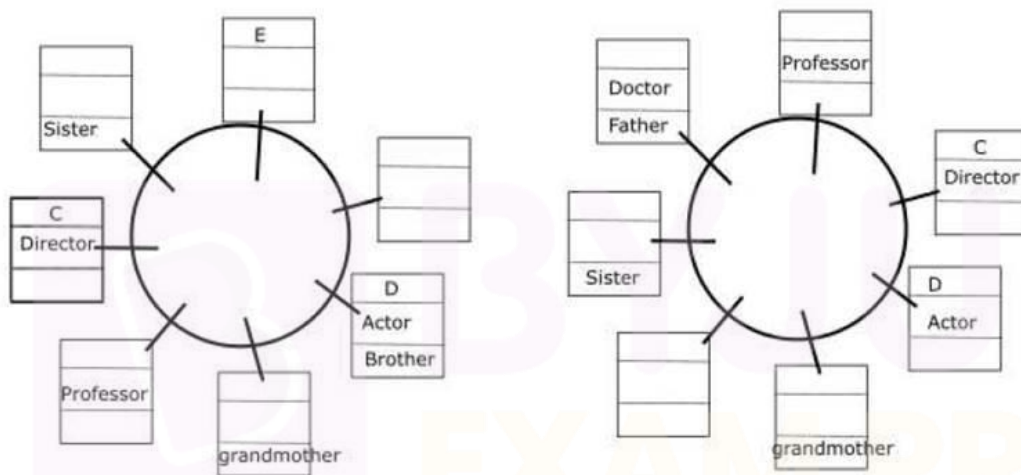 E
Sister
C
Director
D
Actor
Brother
Professor
grandmother
Professor
Doctor
Father
C
Director
Sister
D
Actor
grandmother